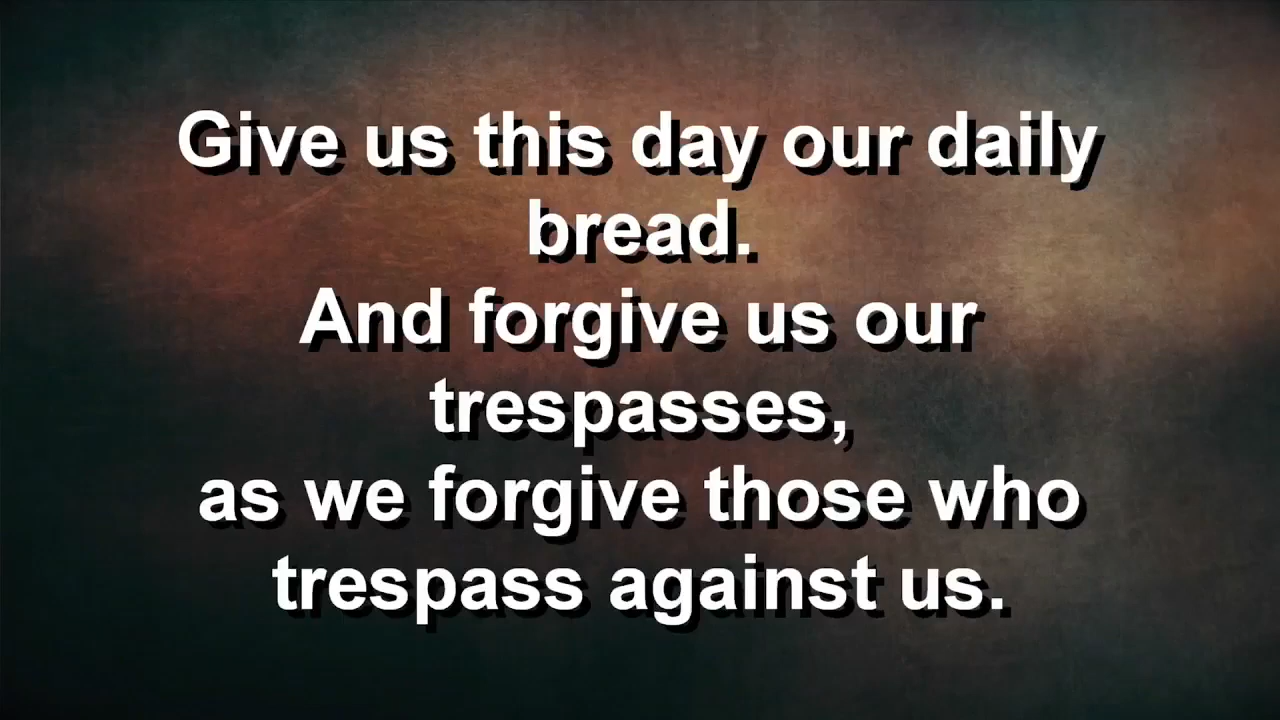 Give us this day our daily
bread.
And forgive us our
trespasses,
as we forgive those who
trespass against us.